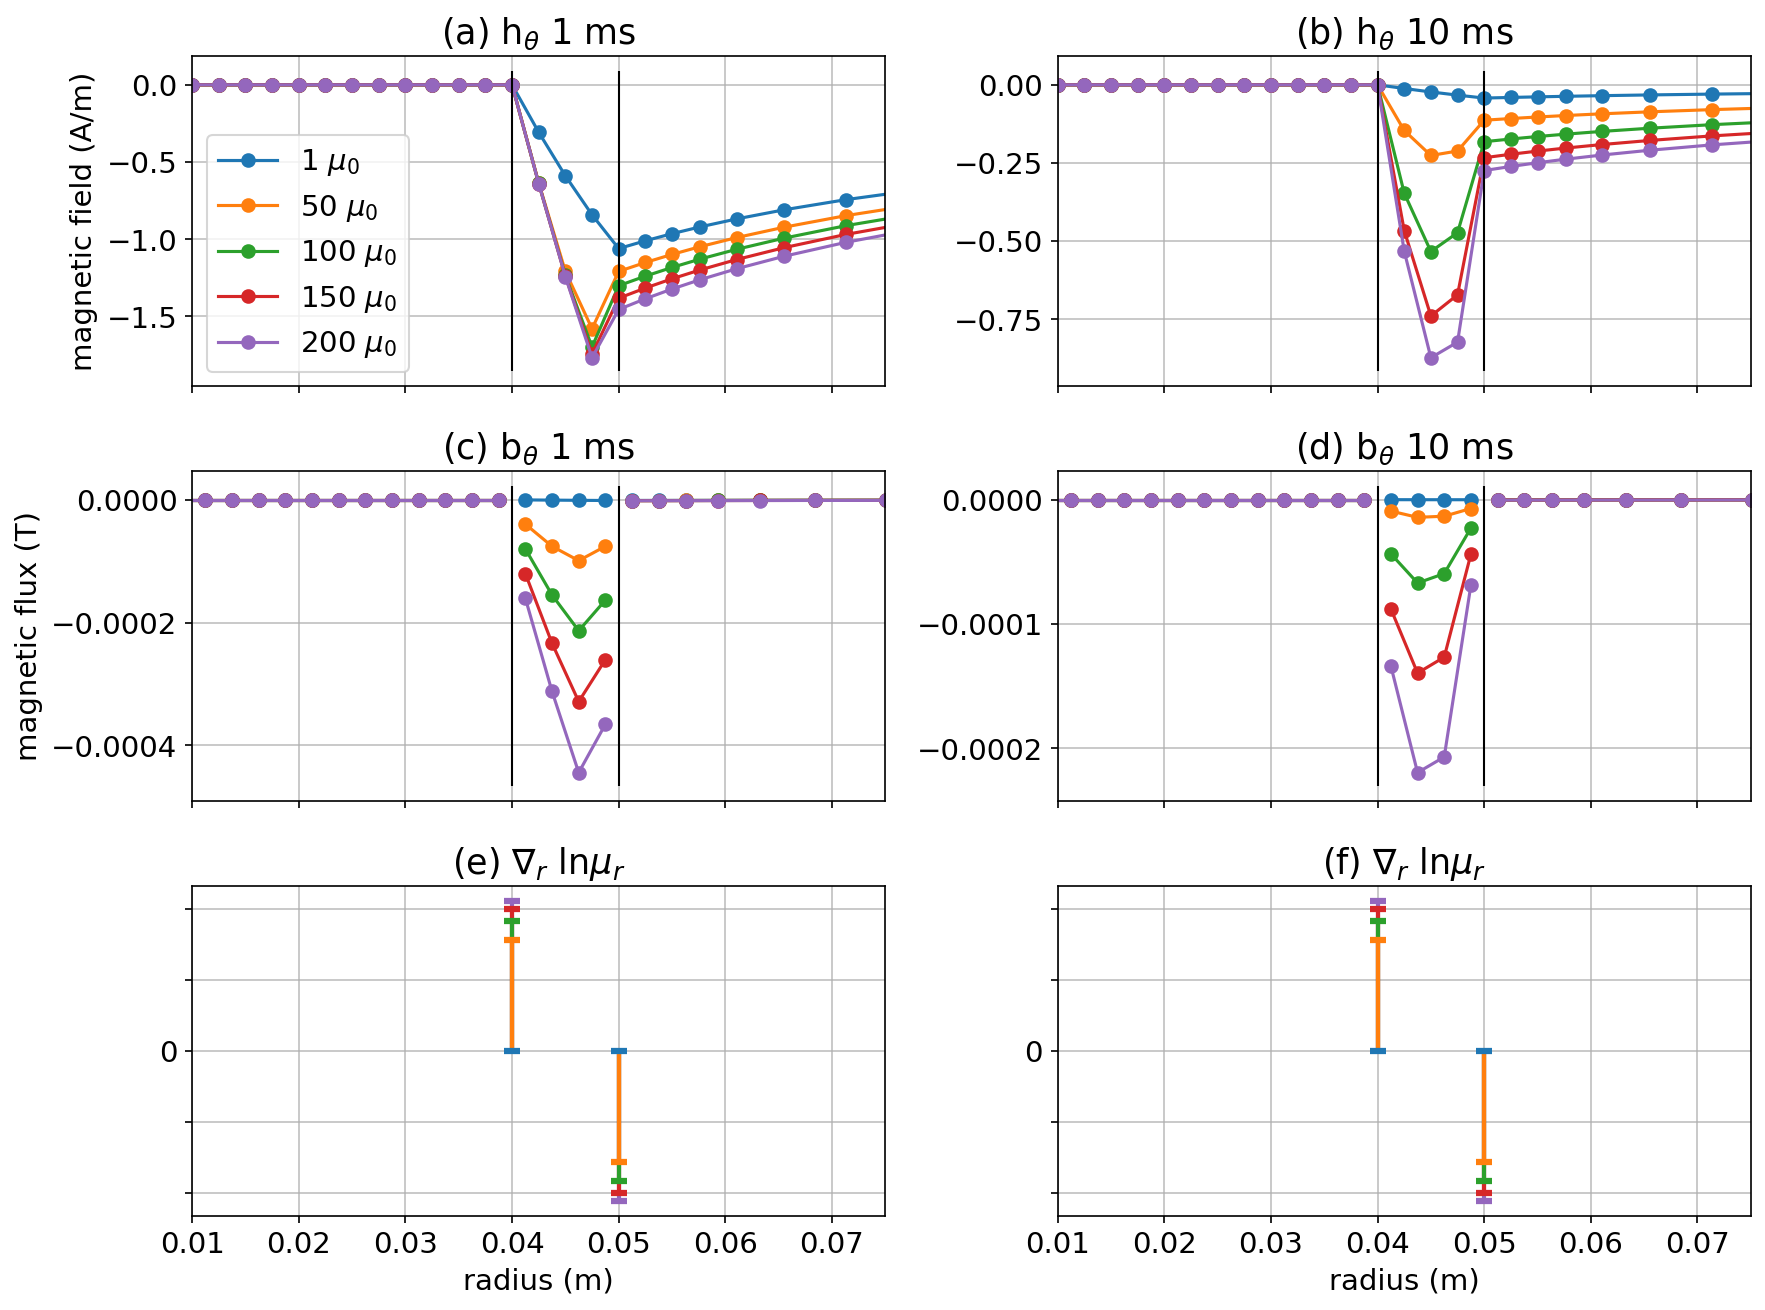 (a) hθ 1 ms
(b) hθ 10 ms
magnetic field (A/m)
0.0
−0.5
−1.0
−1.5
1 μ0
50 μ0
100 μ0
150 μ0
200 μ0
0.00
−0.25
−0.50
−0.75
(c) bθ 1 ms
(d) bθ 10 ms
magnetic flux (T)
0.0000
−0.0002
−0.0004
0.0000
−0.0001
−0.0002
(e) ∇r lnμr
(f) ∇r lnμr
0
0
0.01 0.02 0.03 0.04 0.05 0.06 0.07
0.01 0.02 0.03 0.04 0.05 0.06 0.07
radius (m)
radius (m)